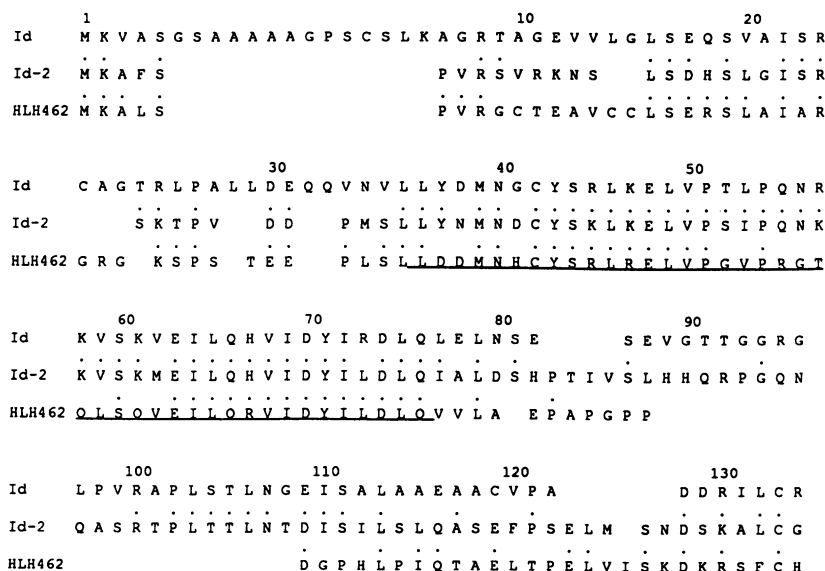 1 10 20
Id M K V A S G S A A A A A G P S C S L K A G R T A G E V V L G L S E Q S V A I S R
Id-2 M K A F S P V R S V R K N S L S D H S L G I S R
HLH462 M K A L S P V R G C T E A V C C L S E R S L A I A R
30 40 50
Id C A G T R L P A L L D E Q Q V N V L L Y D M N G C Y S R L K E L V P T L P Q N R
Id-2 S K T P V D D P M S L L Y N M N D C Y S K L K E L V P S I P Q N K
HLH462 G R G K S P S T E E P L S L L D D M N H C Y S R L R E L V P G V P R G T
60 70 80 90
Id K V S K V E I L Q H V I D Y I R D L Q L E L N S E S E V G T T G G R G
Id-2 K V S K M E I L Q H V I D Y I L D L Q I A L D S H P T I V S L H H Q R P G Q N
HLH462 Q L S Q V E I L Q R V I D Y I L D L Q V V L A E P A P G P P
100 110 120 130
Id L P V R A P L S T L N G E I S A L A A E A A C V P A D D R I L C R
Id-2 Q A S R T P L T T L N T D I S I L S L Q A S E F P S E L M S N D S K A L C G
HLH462 D G P H L P I Q T A E L T P E L V I S K D K R S F C H